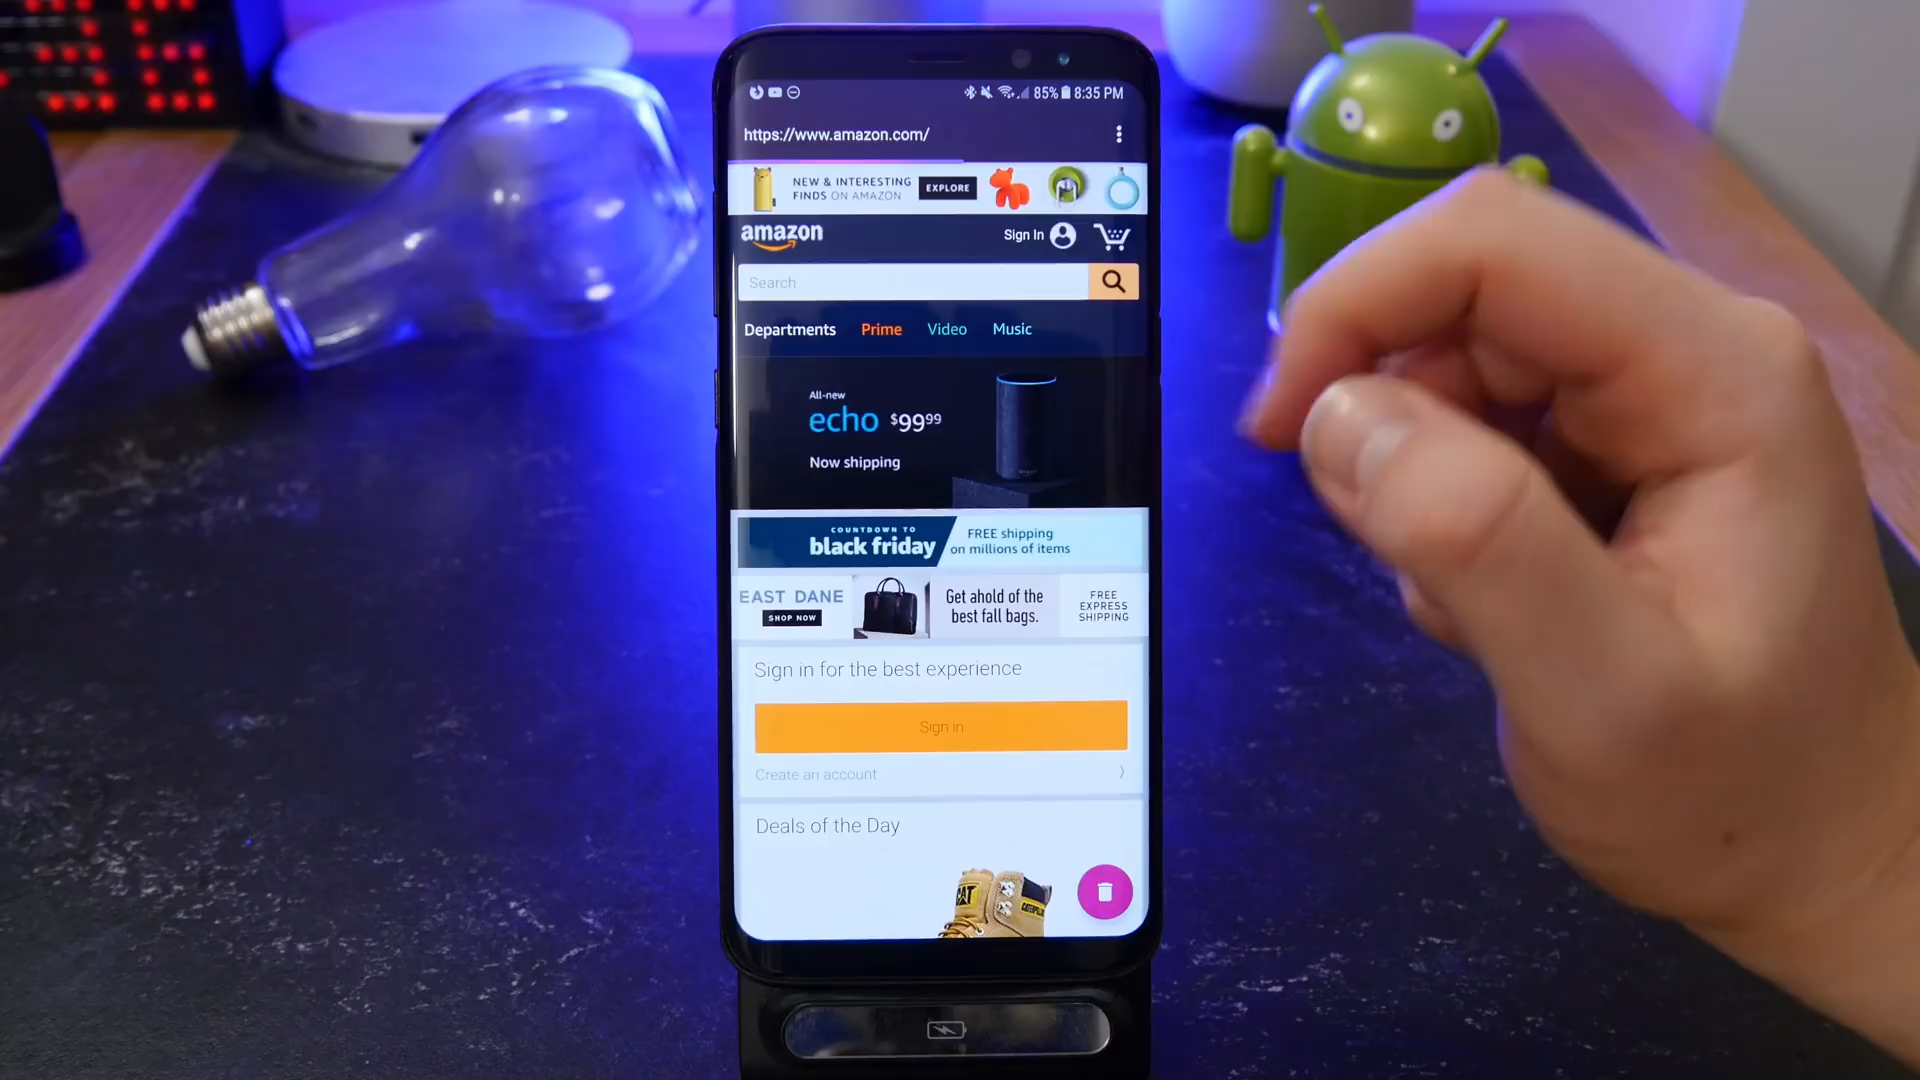 36
85% 8:35 PM
https://www.amazon.com/
NEW & INTERESTING
FINDS ON AMAZON
EXPLORE
amazon
Sign In
Search
Departments Prime Video Music
All-new
echo $99 99
Now shipping
COUNTDOWN TO
black friday
FREE shipping
on millions of items
EAST DANE
SHOP NOW
Get ahold of the
best fall bags.
FREE
EXPRESS
SHIPPING
Sign in for the best experience
Sign in
Create an account
Deals of the Day
CAT
CATERPILLAR